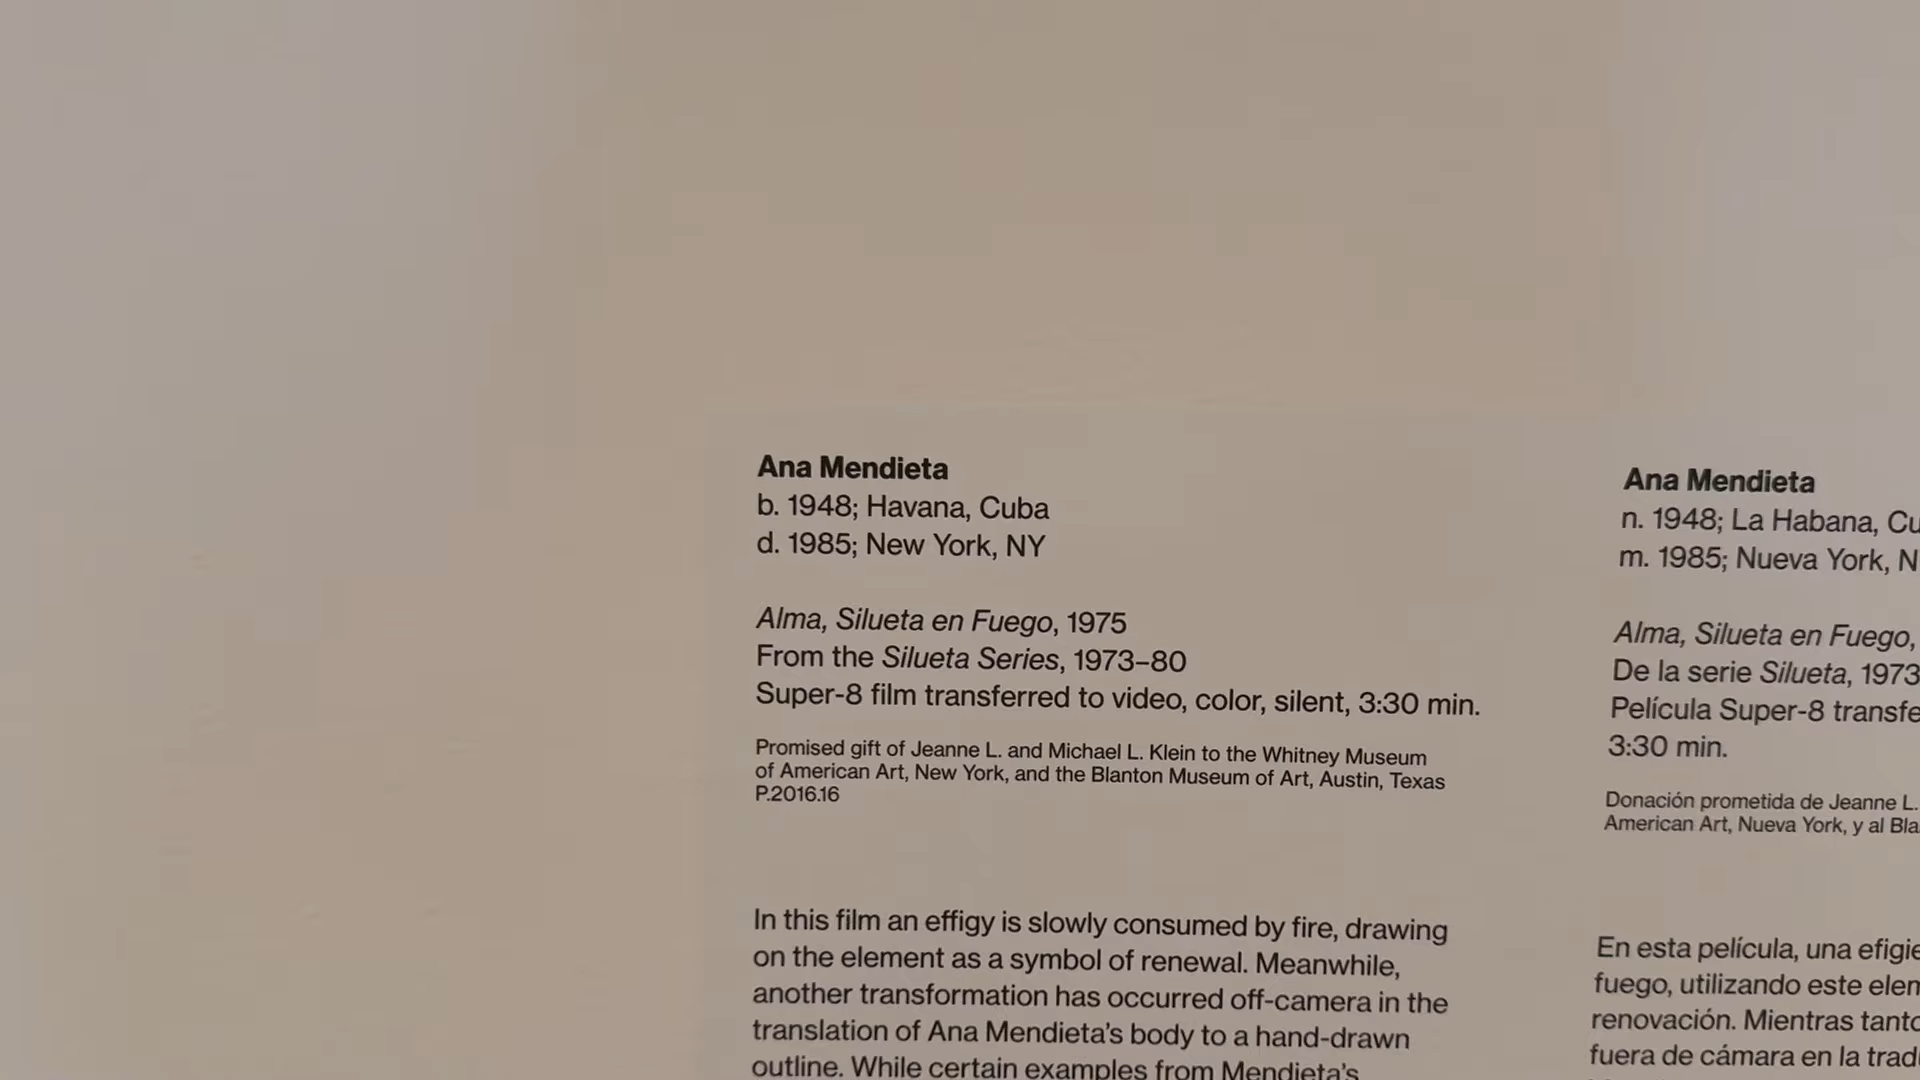 Ana Mendieta
b. 1948; Havana, Cuba
d. 1985; New York, NY
Alma, Silueta en Fuego, 1975
From the Silueta Series, 1973–80
Super-8 film transferred to video, color, silent, 3:30 min.
Promised gift of Jeanne L. and Michael L. Klein to the Whitney Museum
of American Art, New York, and the Blanton Museum of Art, Austin, Texas
P.2016.16
In this film an effigy is slowly consumed by fire, drawing
on the element as a symbol of renewal. Meanwhile,
another transformation has occurred off-camera in the
translation of Ana Mendieta's body to a hand-drawn
outline. While certain examples from Mendieta's
Ana Mendieta
n. 1948; La Habana,
m. 1985; Nueva York,
Alma, Silueta en Fuego,
De la serie Silueta, 1973
Película Super-8
3:30 min.
Donación prometida de Jeanne L.
American Art, Nueva York, y al
En esta película, una
fuego, utilizando este
renovación. Mientras
fuera de cámara en la